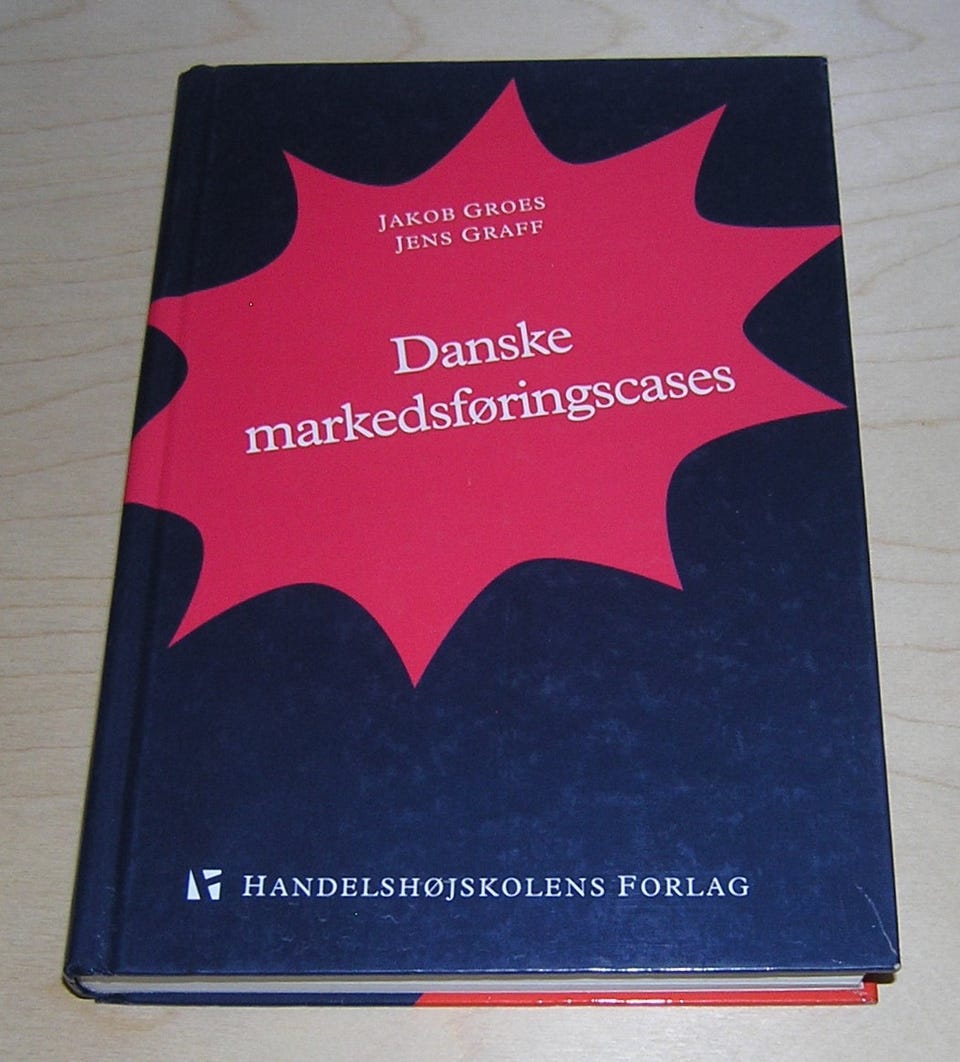 JAKOB GROES
JENS GRAFF
Danske
markedsføringscases
HANDELSHØJSKOLENS FORLAG